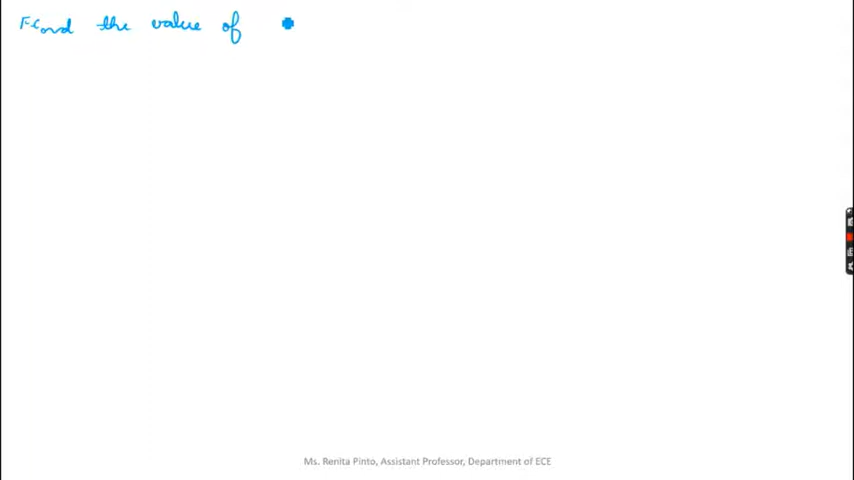 Find the value of
Ms. Renita Pinto, Assistant Professor, Department of ECE